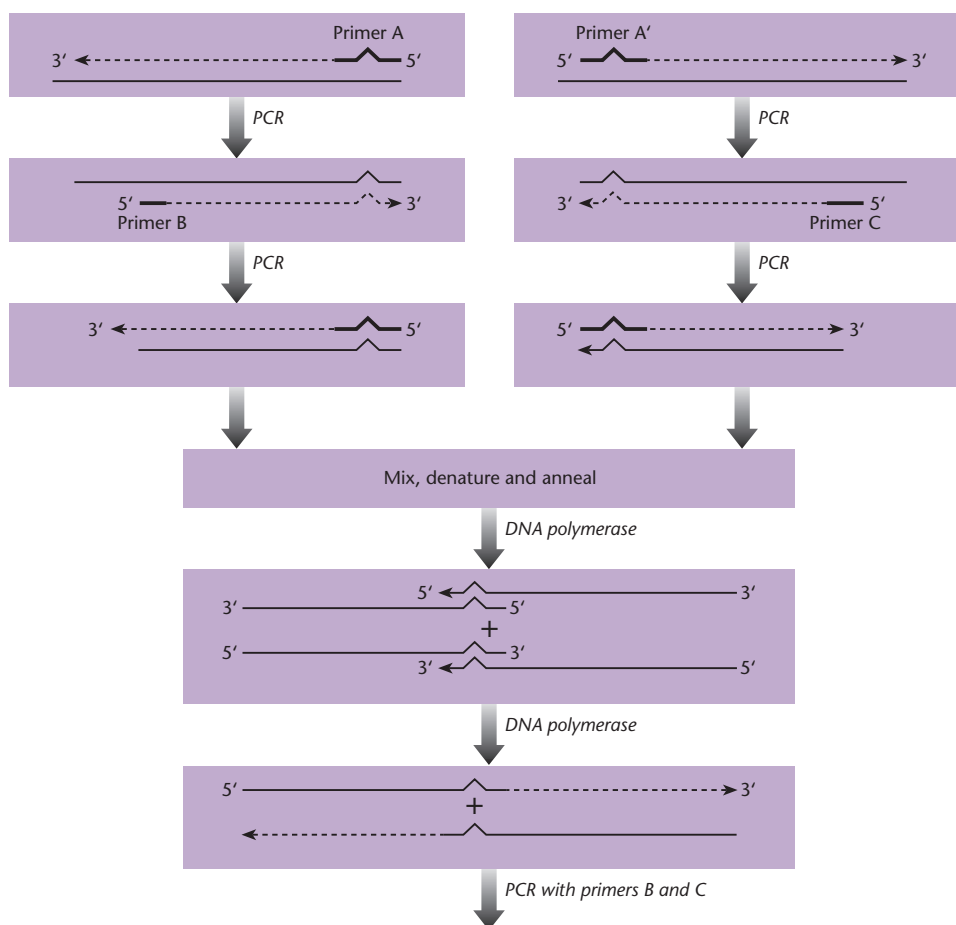 Primer A
3′ 5′
PCR
5′ 3′
Primer B
PCR
3′ 5′
Primer A′
5′ 3′
PCR
3′ 5′
Primer C
PCR
5′ 3′
Mix, denature and anneal
DNA polymerase
5′ 3′
3′ 5′
+
5′ 3′
3′ 5′
DNA polymerase
5′ 3′
+
PCR with primers B and C